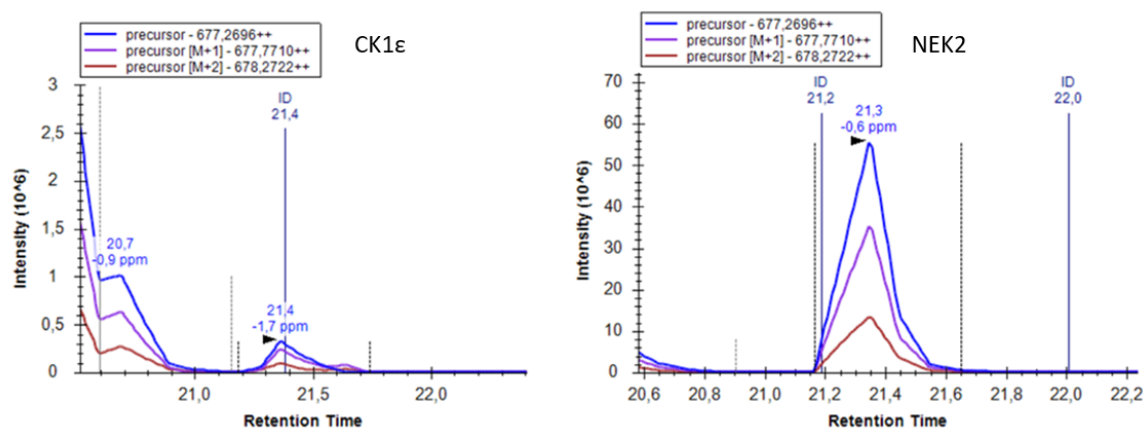 precursor - 677,2696++
precursor [M+1] - 677,7710++
precursor [M+2] - 678,2722++
CK1ε
3
2,5
2
1,5
1
0,5
0
Intensity (10^6)
ID
21,4
20,7
-0,9 ppm
21,4
-1,7 ppm
21,0
21,5
22,0
Retention Time
precursor - 677,2696++
precursor [M+1] - 677,7710++
precursor [M+2] - 678,2722++
NEK2
70
60
50
40
30
20
10
0
Intensity (10^6)
ID
21,2
ID
22,0
21,3
-0,6 ppm
20,6
20,8
21,0
21,2
21,4
21,6
21,8
22,0
22,2
Retention Time